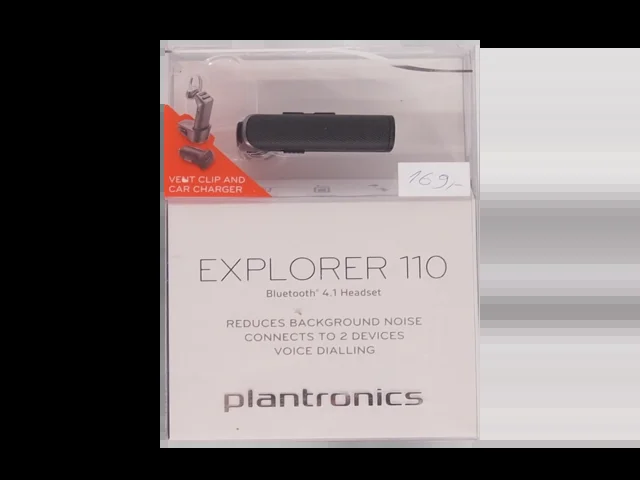 VENT CLIP AND
CAR CHARGER
169,-
EXPLORER 110
Bluetooth® 4.1 Headset
REDUCES BACKGROUND NOISE
CONNECTS TO 2 DEVICES
VOICE DIALLING
plantronics